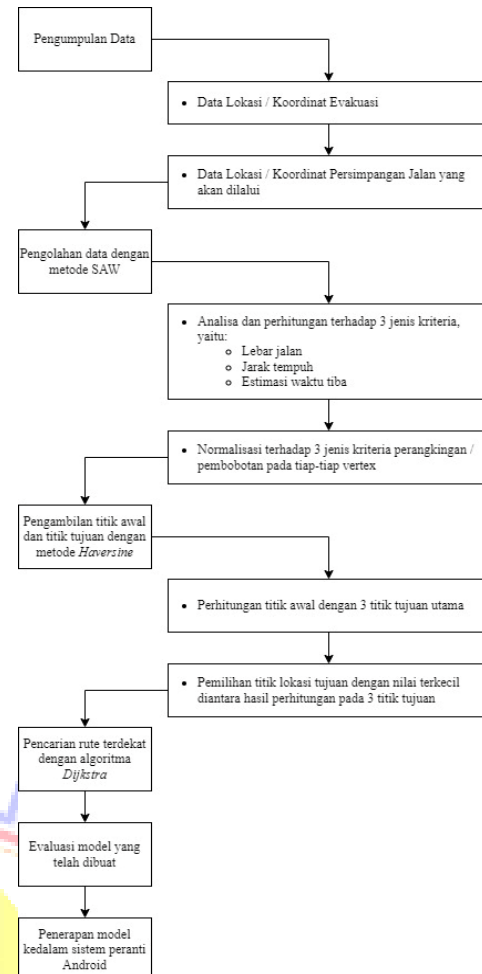 Pengumpulan Data
• Data Lokasi / Koordinat Evakuasi
• Data Lokasi / Koordinat Persimpangan Jalan yang
akan dilalui
Pengolahan data dengan
metode SAW
• Analisa dan perhitungan terhadap 3 jenis kriteria,
yaitu:
o Lebar jalan
o Jarak tempuh
o Estimasi waktu tiba
• Normalisasi terhadap 3 jenis kriteria perangkingan /
pembobotan pada tiap-tiap vertex
Pengambilan titik awal
dan titik tujuan dengan
metode Haversine
• Perhitungan titik awal dengan 3 titik tujuan utama
• Pemilihan titik lokasi tujuan dengan nilai terkecil
diantara hasil perhitungan pada 3 titik tujuan
Pencarian rute terdekat
dengan algoritma
Dijkstra
Evaluasi model yang
telah dibuat
Penerapan model
kedalam sistem peranti
Android